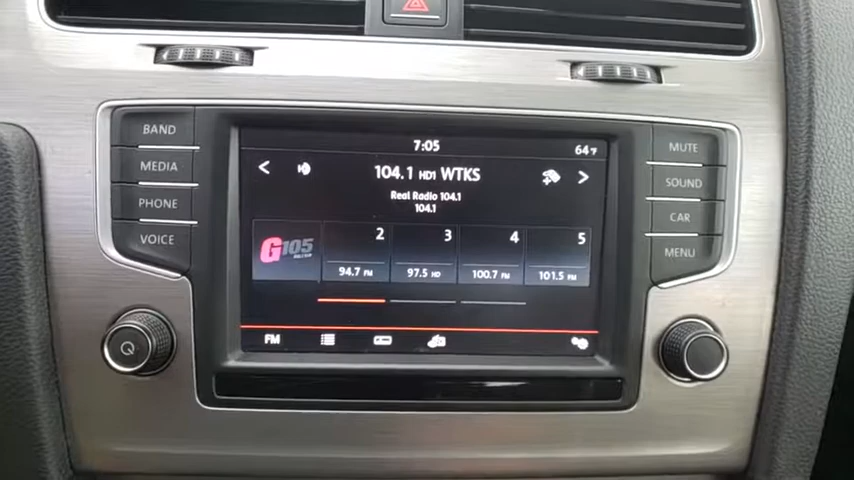 BAND
MEDIA
PHONE
VOICE
7:05
64°F
104.1 HD1 WTKS
Real Radio 104.1
104.1
G105
2
94.7 FM
3
97.5 HD
4
100.7 FM
5
101.5 FM
FM
MUTE
SOUND
CAR
MENU